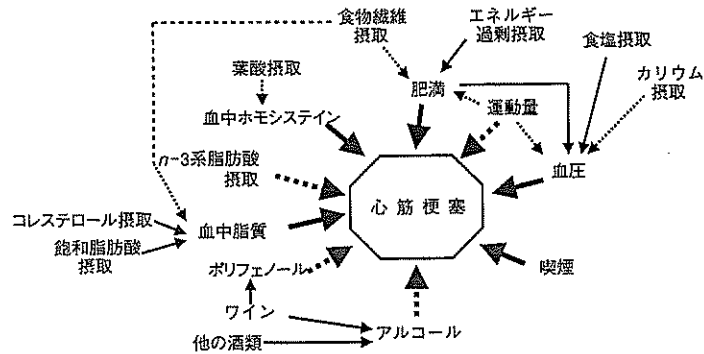 食物繊維
摂取
エネルギー
過剰摂取
食塩摂取
カリウム
摂取
葉酸摂取
肥満
運動量
血中ホモシステイン
n-3系脂肪酸
摂取
血圧
心筋梗塞
コレステロール摂取
血中脂質
飽和脂肪酸
摂取
ポリフェノール
喫煙
ワイン
アルコール
他の酒類